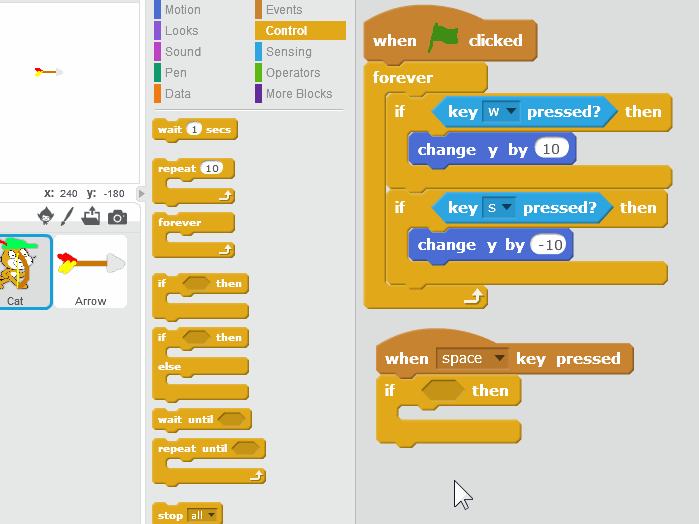 Motion
Events
Looks
Control
Sound
Sensing
Pen
Operators
Data
More Blocks
x: 240 y: -180
Cat
Arrow
wait 1 secs
repeat 10
forever
if then
if then
else
wait until
repeat until
stop all
when clicked
forever
if key w pressed? then
change y by 10
if key s pressed? then
change y by -10
when space key pressed
if then